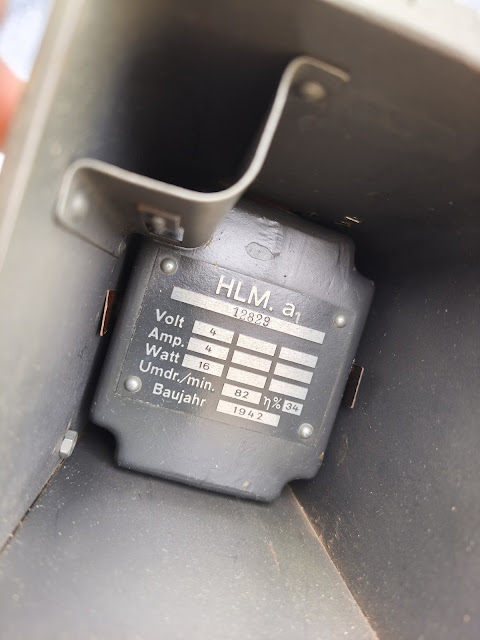 HLM. a1
12829
Volt 4
Amp. 4
Watt 16
Umdr./min. 82 η% 34
Baujahr 1942